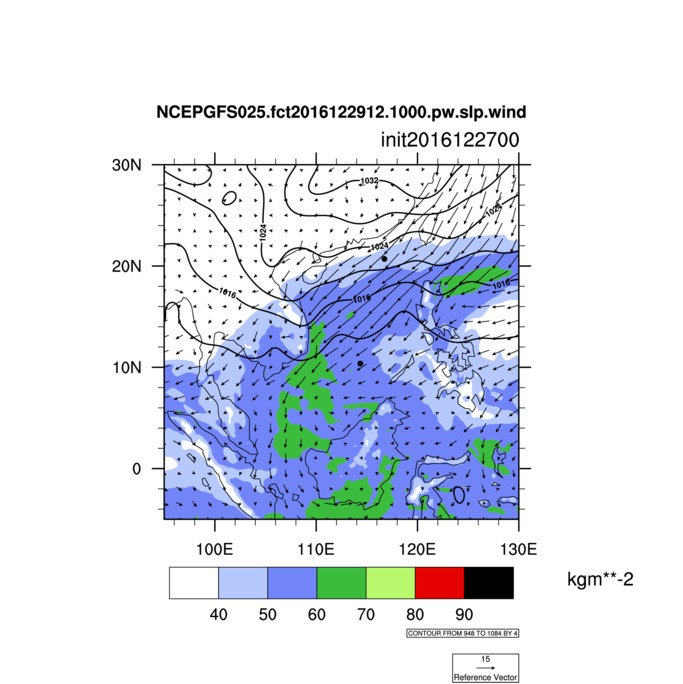 NCEPGFS025.fct2016122912.1000.pw.slp.wind
init2016122700
30N
1032
1024
1024
1024
20N
1016
1016
1016
10N
0
100E 110E 120E 130E
kgm**-2
40 50 60 70 80 90
CONTOUR FROM 948 TO 1084 BY 4
15
Reference Vector